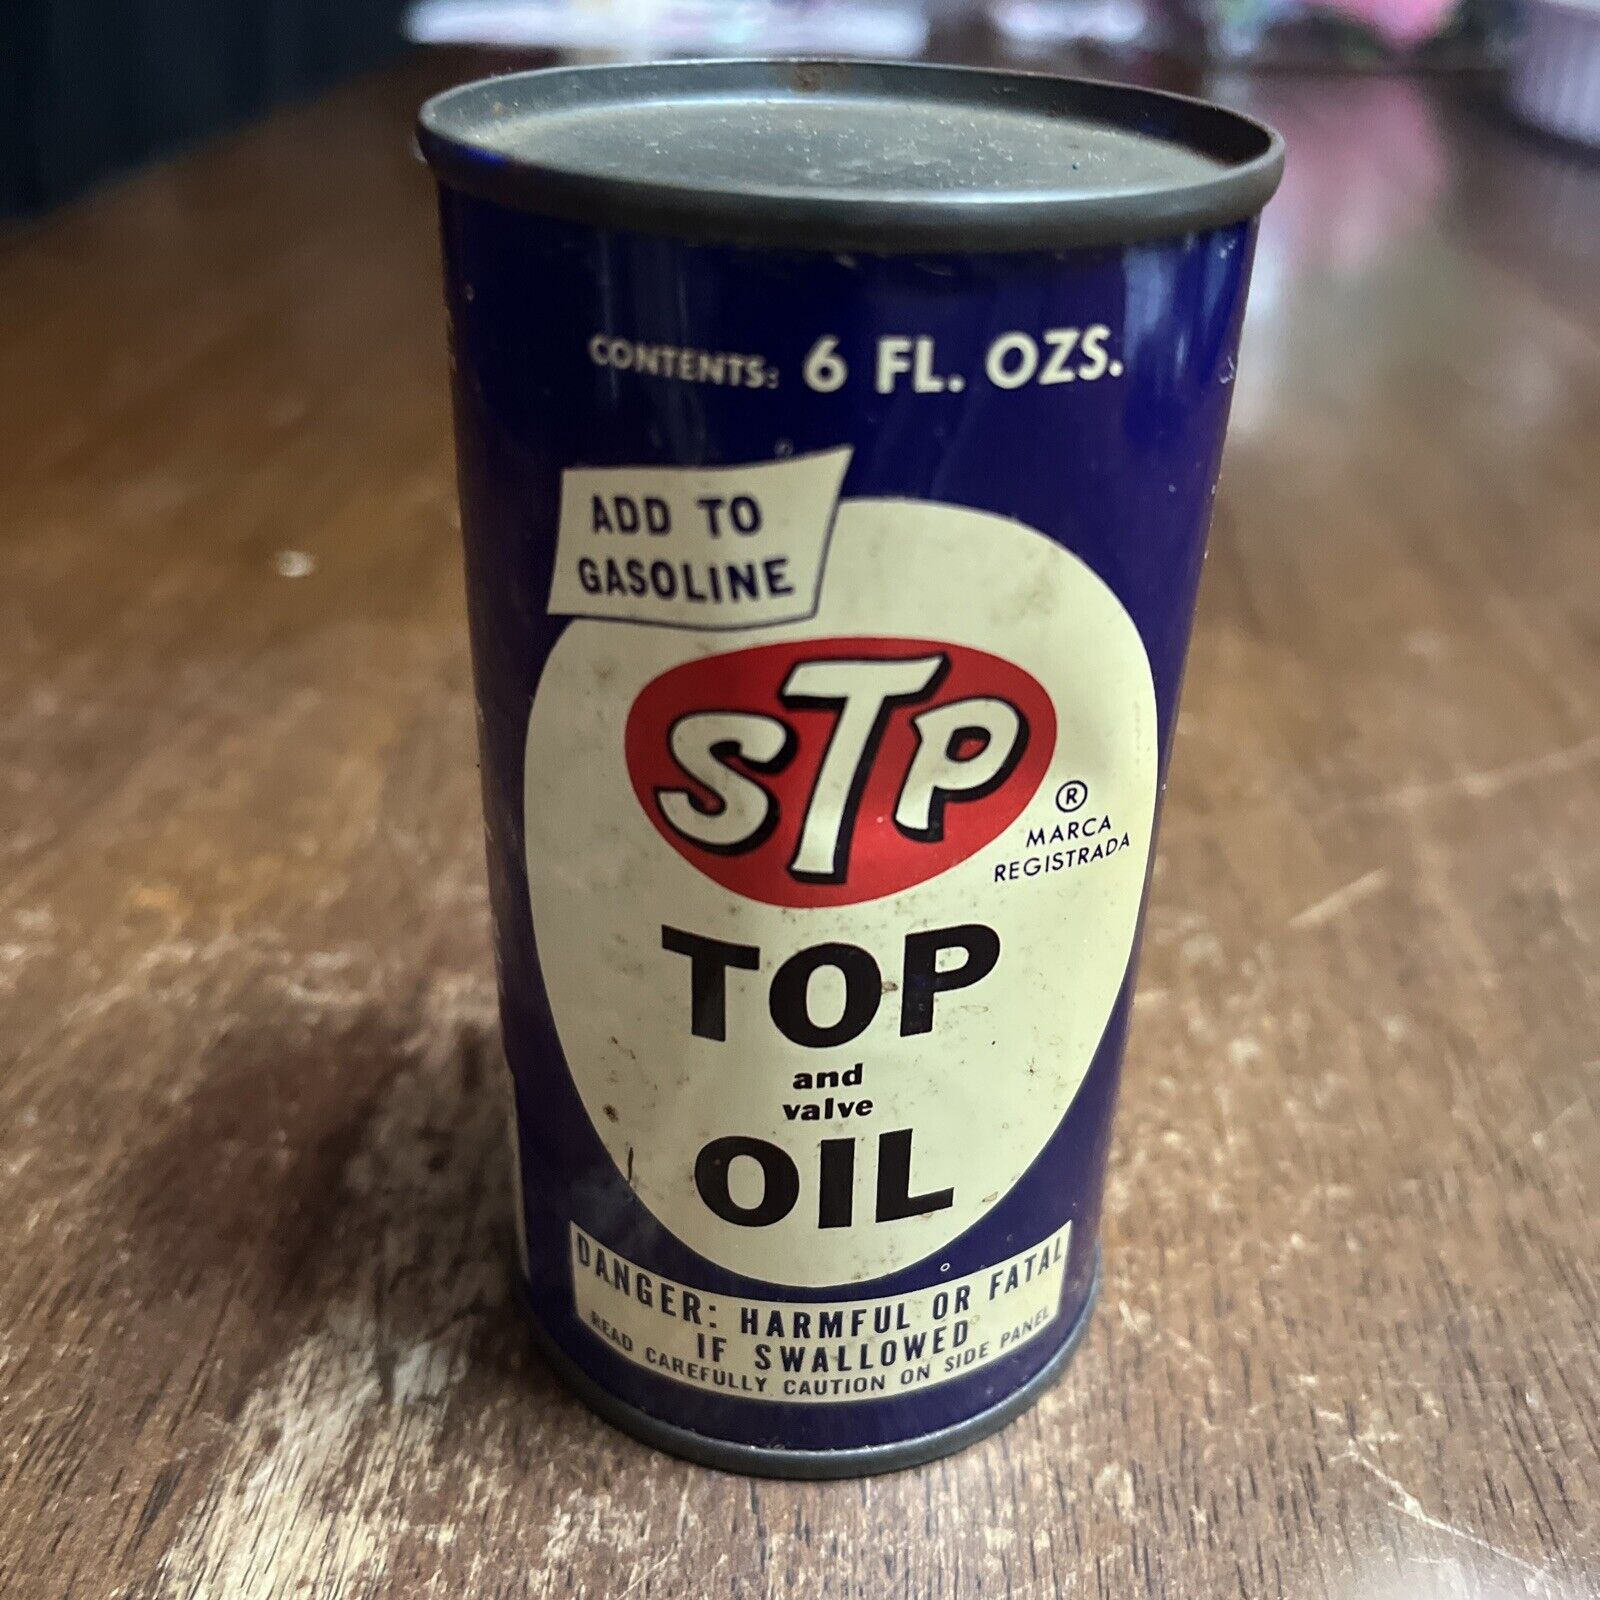 CONTENTS: 6 FL. OZS.
ADD TO
GASOLINE
STP
®
MARCA
REGISTRADA
TOP
and
valve
OIL
DANGER: HARMFUL OR FATAL
IF SWALLOWED
READ CAREFULLY CAUTION ON SIDE PANEL